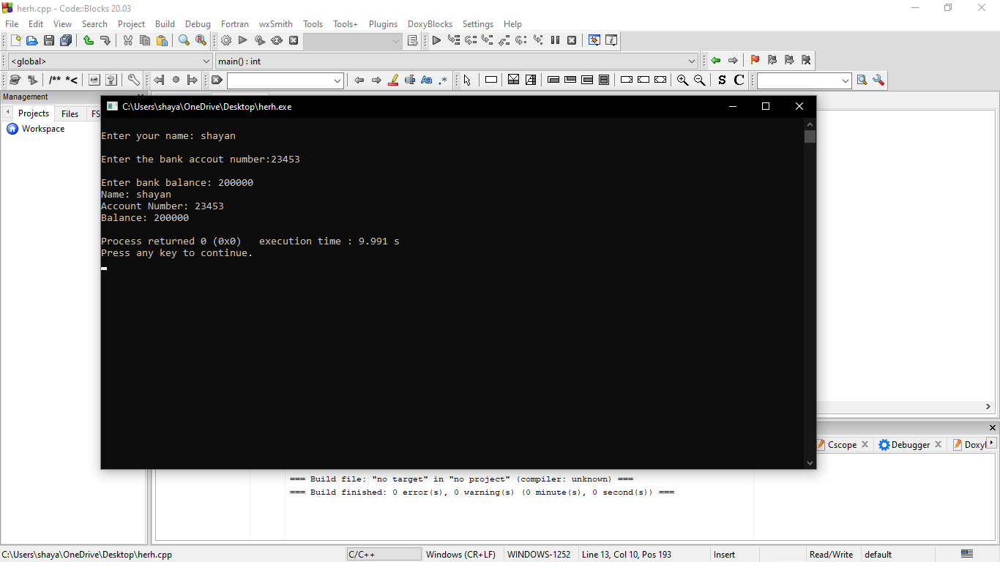 herh.cpp - Code::Blocks 20.03
File Edit View Search Project Build Debug Fortran wxSmith Tools Tools+ Plugins DoxyBlocks Settings Help
<global> main() : int
/** *< Aa .* S C
Management
Projects Files FS
Workspace
C:\Users\shaya\OneDrive\Desktop\herh.exe
Enter your name: shayan
Enter the bank accout number:23453
Enter bank balance: 200000
Name: shayan
Account Number: 23453
Balance: 200000
Process returned 0 (0x0)   execution time : 9.991 s
Press any key to continue.
Cscope Debugger Doxyl
=== Build file: "no target" in "no project" (compiler: unknown) ===
=== Build finished: 0 error(s), 0 warning(s) (0 minute(s), 0 second(s)) ===
C:\Users\shaya\OneDrive\Desktop\herh.cpp C/C++ Windows (CR+LF) WINDOWS-1252 Line 13, Col 10, Pos 193 Insert Read/Write default